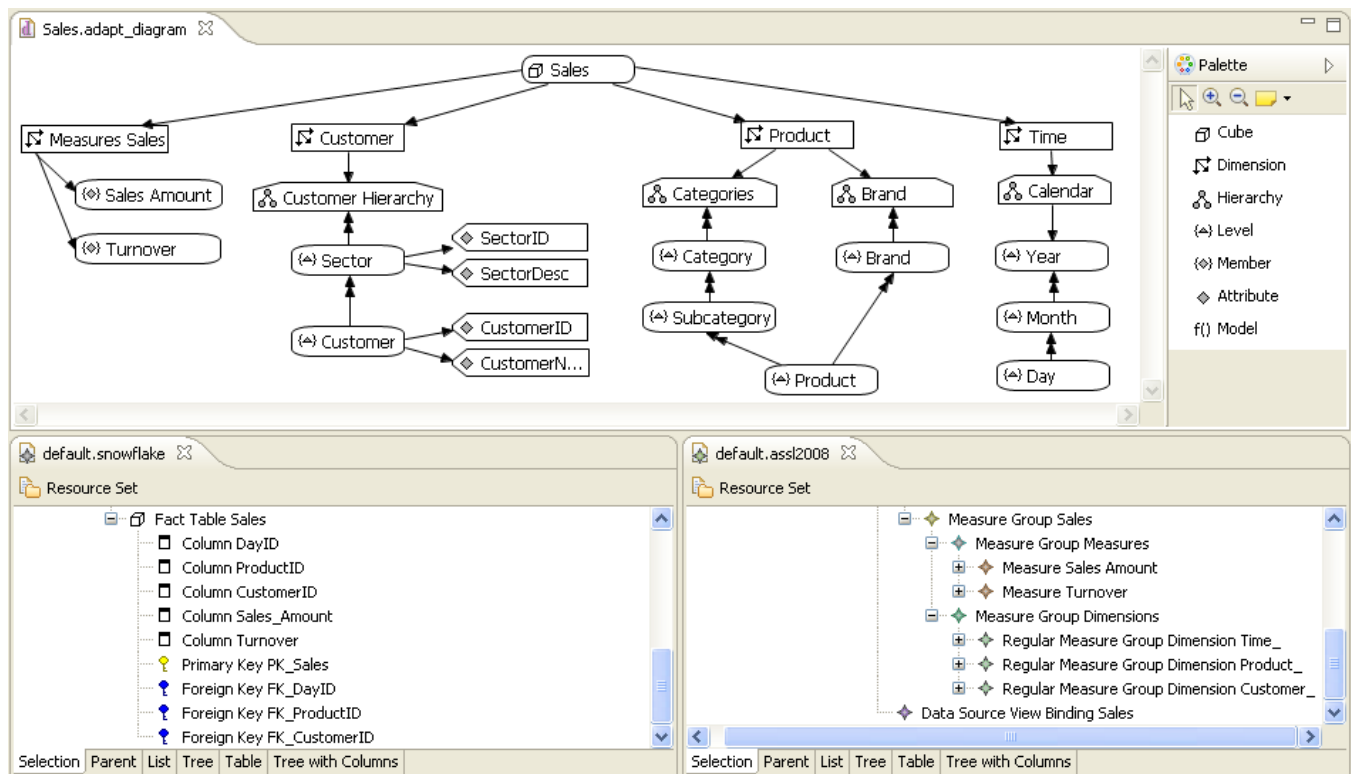 Sales.adapt_diagram
Sales
Measures Sales
Customer
Product
Time
Sales Amount
Turnover
Customer Hierarchy
Categories
Brand
Calendar
Sector
SectorID
SectorDesc
Category
Brand
Year
Customer
CustomerID
CustomerN...
Subcategory
Product
Month
Day
Palette
Cube
Dimension
Hierarchy
Level
Member
Attribute
f() Model
default.snowflake
Resource Set
Fact Table Sales
Column DayID
Column ProductID
Column CustomerID
Column Sales_Amount
Column Turnover
Primary Key PK_Sales
Foreign Key FK_DayID
Foreign Key FK_ProductID
Foreign Key FK_CustomerID
Selection Parent List Tree Table Tree with Columns
default.assl2008
Resource Set
Measure Group Sales
Measure Group Measures
Measure Sales Amount
Measure Turnover
Measure Group Dimensions
Regular Measure Group Dimension Time_
Regular Measure Group Dimension Product_
Regular Measure Group Dimension Customer_
Data Source View Binding Sales
Selection Parent List Tree Table Tree with Columns